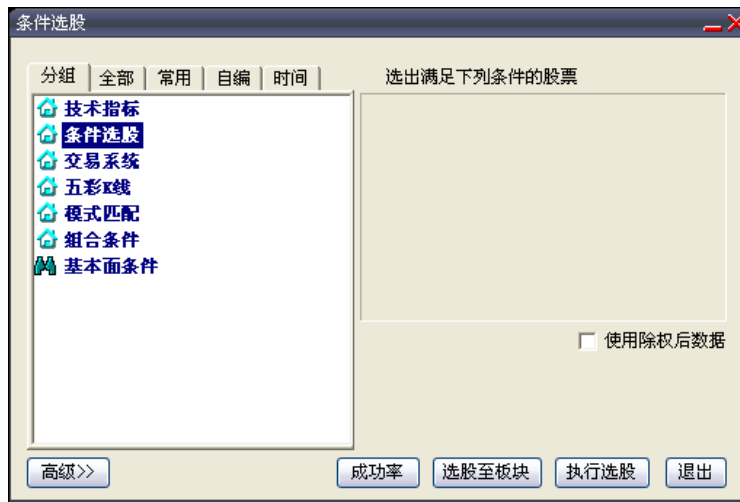 条件选股
分组 全部 常用 自编 时间
选出满足下列条件的股票
技术指标
条件选股
交易系统
五彩K线
模式匹配
组合条件
基本面条件
使用除权后数据
高级>> 成功率 选股至板块 执行选股 退出